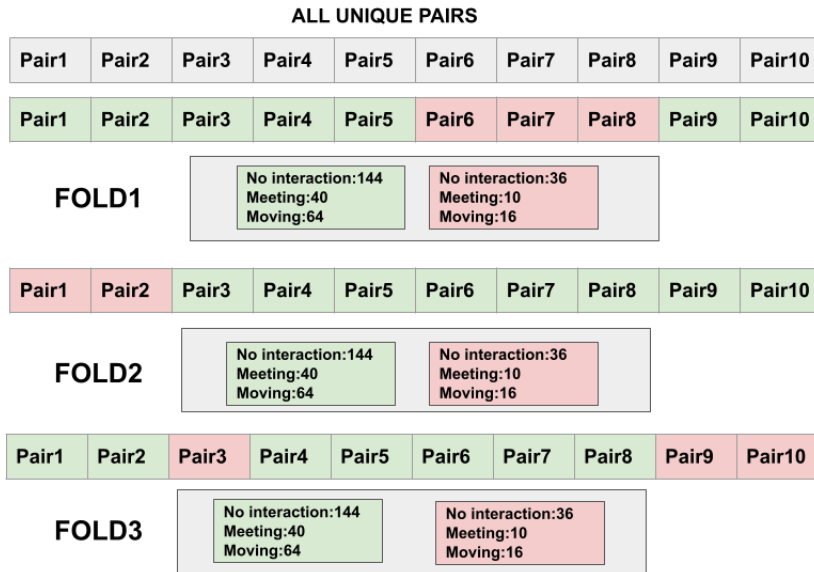 ALL UNIQUE PAIRS
Pair1 Pair2 Pair3 Pair4 Pair5 Pair6 Pair7 Pair8 Pair9 Pair10
Pair1 Pair2 Pair3 Pair4 Pair5 Pair6 Pair7 Pair8 Pair9 Pair10
FOLD1
No interaction:144
Meeting:40
Moving:64
No interaction:36
Meeting:10
Moving:16
Pair1 Pair2 Pair3 Pair4 Pair5 Pair6 Pair7 Pair8 Pair9 Pair10
FOLD2
No interaction:144
Meeting:40
Moving:64
No interaction:36
Meeting:10
Moving:16
Pair1 Pair2 Pair3 Pair4 Pair5 Pair6 Pair7 Pair8 Pair9 Pair10
FOLD3
No interaction:144
Meeting:40
Moving:64
No interaction:36
Meeting:10
Moving:16